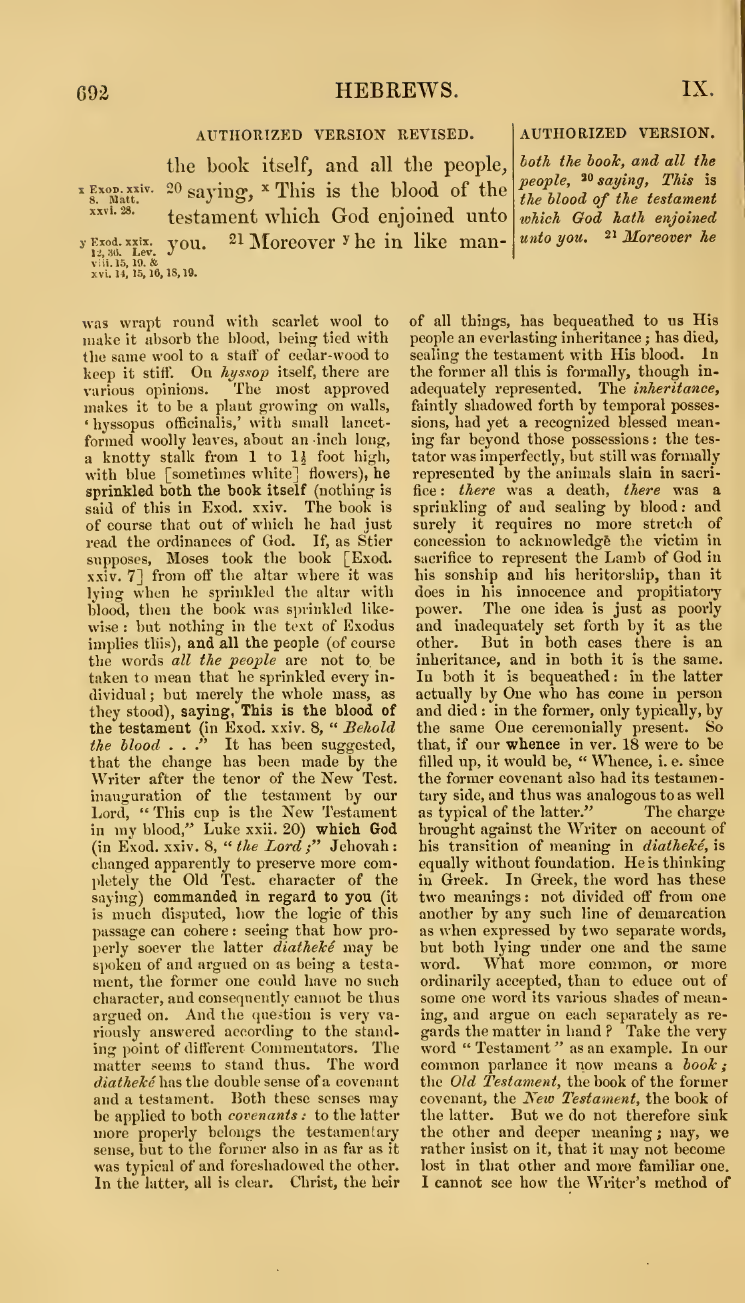 692
HEBREWS.
IX.
AUTHORIZED VERSION REVISED.
the book itself, and all the people,
20 saying, x This is the blood of the
testament which God enjoined unto
you. 21 Moreover y he in like man-
x Exod. xxiv.
8. Matt.
xxvi. 28.
y Exod. xxix.
12, 36. Lev.
viii. 15, 19. &
xvi. 14, 15, 16, 18, 19.
AUTHORIZED VERSION.
both the book, and all the
people, 20 saying, This is
the blood of the testament
which God hath enjoined
unto you. 21 Moreover he
was wrapt round with scarlet wool to
make it absorb the blood, being tied with
the same wool to a staff of cedar-wood to
keep it stiff. On hyssop itself, there are
various opinions. The most approved
makes it to be a plant growing on walls,
‘ hyssopus officinalis,’ with small lancet-
formed woolly leaves, about an inch long,
a knotty stalk from 1 to 1½ foot high,
with blue [sometimes white] flowers), he
sprinkled both the book itself (nothing is
said of this in Exod. xxiv. The book is
of course that out of which he had just
read the ordinances of God. If, as Stier
supposes, Moses took the book [Exod.
xxiv. 7] from off the altar where it was
lying when he sprinkled the altar with
blood, then the book was sprinkled like-
wise : but nothing in the text of Exodus
implies this), and all the people (of course
the words all the people are not to be
taken to mean that he sprinkled every in-
dividual ; but merely the whole mass, as
they stood), saying, This is the blood of
the testament (in Exod. xxiv. 8, “ Behold
the blood . . .” It has been suggested,
that the change has been made by the
Writer after the tenor of the New Test.
inauguration of the testament by our
Lord, “ This cup is the New Testament
in my blood,” Luke xxii. 20) which God
(in Exod. xxiv. 8, “ the Lord ;” Jehovah :
changed apparently to preserve more com-
pletely the Old Test. character of the
saying) commanded in regard to you (it
is much disputed, how the logic of this
passage can cohere : seeing that how pro-
perly soever the latter diatheké may be
spoken of and argued on as being a testa-
ment, the former one could have no such
character, and consequently cannot be thus
argued on. And the question is very va-
riously answered according to the stand-
ing point of different Commentators. The
matter seems to stand thus. The word
diatheké has the double sense of a covenant
and a testament. Both these senses may
be applied to both covenants : to the latter
more properly belongs the testamentary
sense, but to the former also in as far as it
was typical of and foreshadowed the other.
In the latter, all is clear. Christ, the heir
of all things, has bequeathed to us His
people an everlasting inheritance ; has died,
sealing the testament with His blood. In
the former all this is formally, though in-
adequately represented. The inheritance,
faintly shadowed forth by temporal posses-
sions, had yet a recognized blessed mean-
ing far beyond those possessions : the tes-
tator was imperfectly, but still was formally
represented by the animals slain in sacri-
fice : there was a death, there was a
sprinkling of and sealing by blood : and
surely it requires no more stretch of
concession to acknowledge the victim in
sacrifice to represent the Lamb of God in
his sonship and his heritorship, than it
does in his innocence and propitiatory
power. The one idea is just as poorly
and inadequately set forth by it as the
other. But in both cases there is an
inheritance, and in both it is the same.
In both it is bequeathed : in the latter
actually by One who has come in person
and died : in the former, only typically, by
the same One ceremonially present. So
that, if our whence in ver. 18 were to be
filled up, it would be, “ Whence, i. e. since
the former covenant also had its testamen-
tary side, and thus was analogous to as well
as typical of the latter.” The charge
brought against the Writer on account of
his transition of meaning in diatheké, is
equally without foundation. He is thinking
in Greek. In Greek, the word has these
two meanings : not divided off from one
another by any such line of demarcation
as when expressed by two separate words,
but both lying under one and the same
word. What more common, or more
ordinarily accepted, than to educe out of
some one word its various shades of mean-
ing, and argue on each separately as re-
gards the matter in hand ? Take the very
word “ Testament ” as an example. In our
common parlance it now means a book ;
the Old Testament, the book of the former
covenant, the New Testament, the book of
the latter. But we do not therefore sink
the other and deeper meaning ; nay, we
rather insist on it, that it may not become
lost in that other and more familiar one.
I cannot see how the Writer’s method of